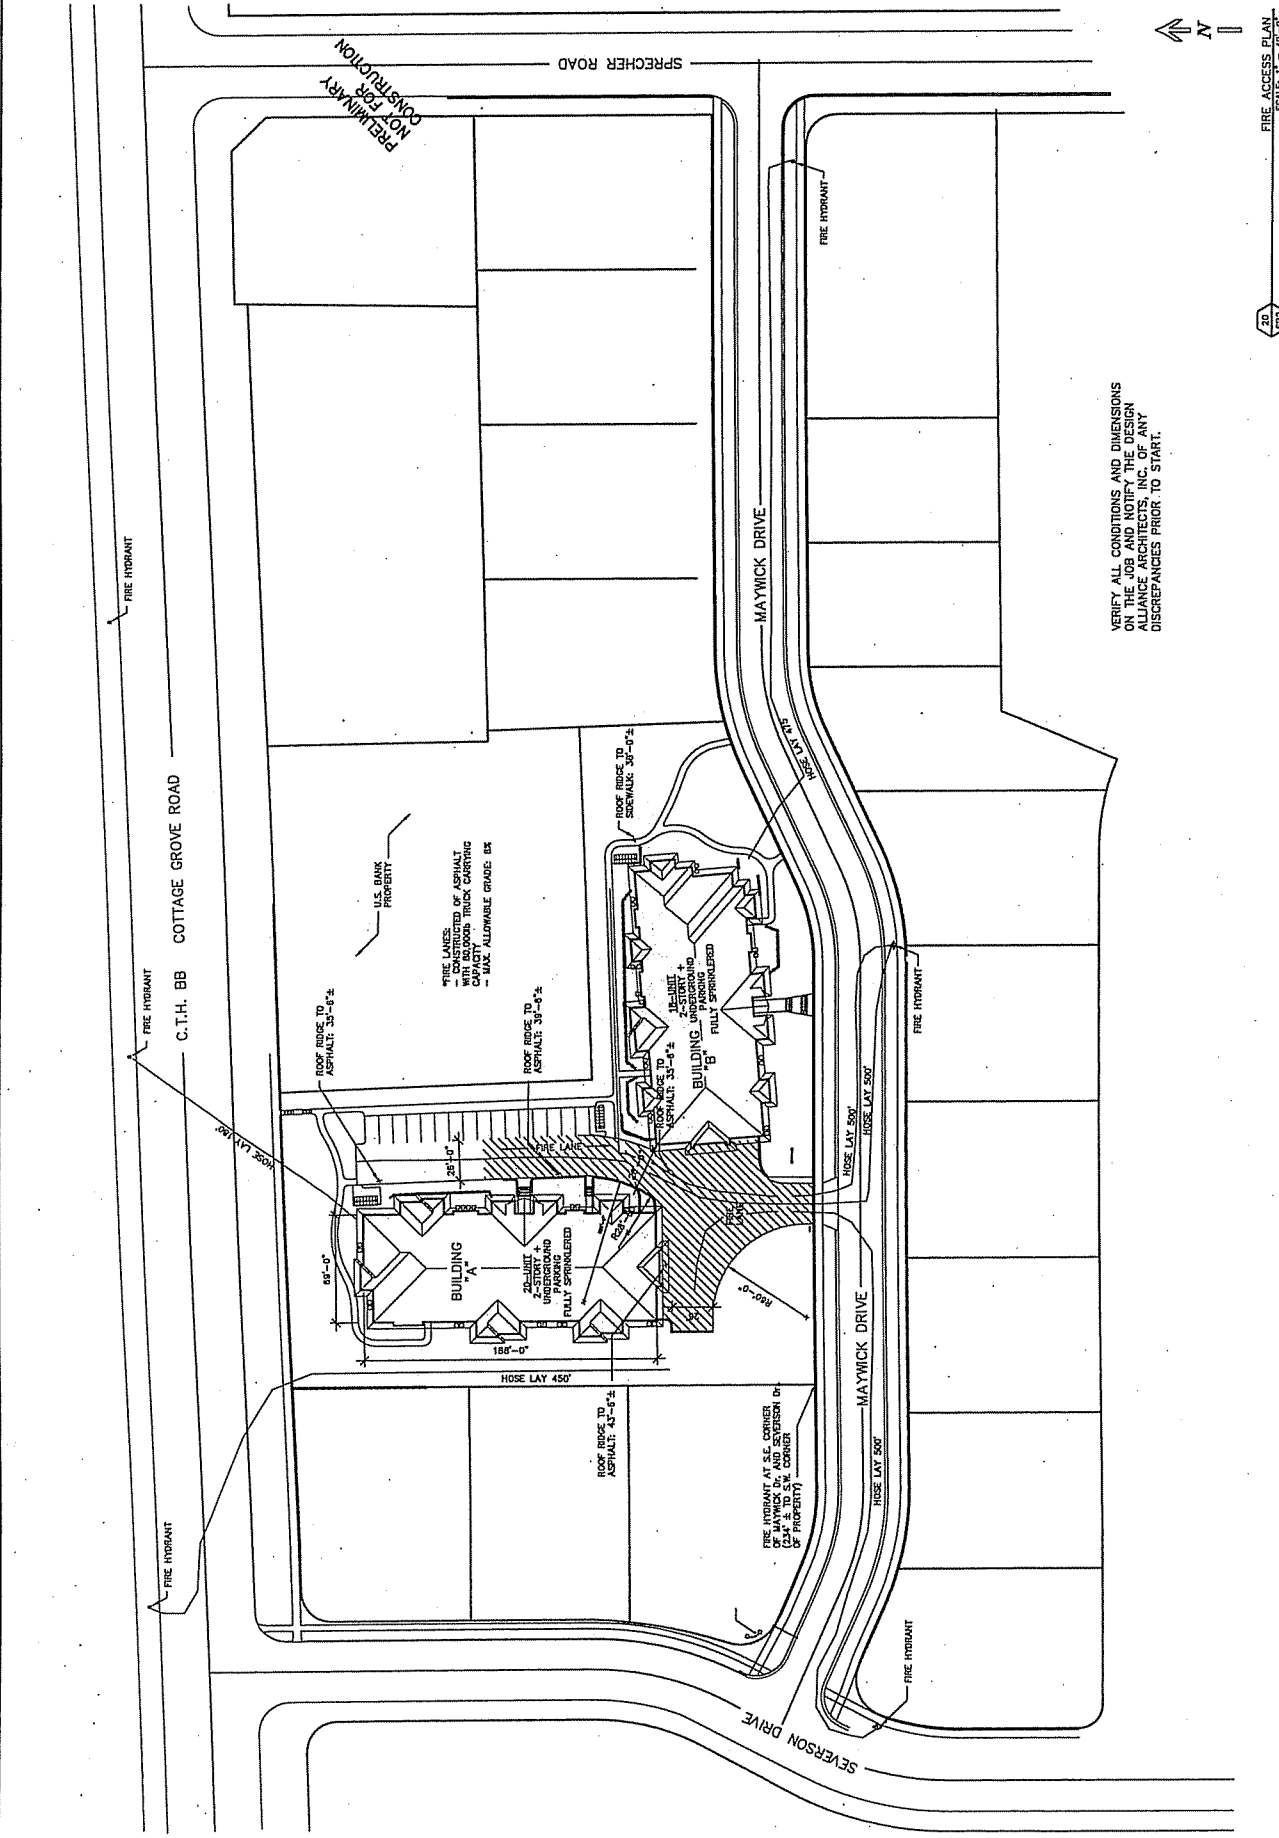 SPRECHER ROAD
PRELIMINARY
NOT FOR
CONSTRUCTION
N
FIRE ACCESS PLAN
20
FIRE HYDRANT
FIRE HYDRANT
C.T.H. BB COTTAGE GROVE ROAD
MAYWICK DRIVE
VERIFY ALL CONDITIONS AND DIMENSIONS
ON THE JOB AND NOTIFY THE DESIGN
ALLIANCE ARCHITECTS, INC. OF ANY
DISCREPANCIES PRIOR TO START.
HOSE LAY 475'
ROOF RIDGE TO
U.S. BANK
PROPERTY
*FIRE LANES:
- CONSTRUCTED OF ASPHALT
WITH 80,000lb TRUCK CARRYING
CAPACITY
- MAX. ALLOWABLE GRADE: 8%
FIRE HYDRANT
ROOF RIDGE TO
ASPHALT: 35'-6"±
ROOF RIDGE TO
ASPHALT: 39'-6"±
18-UNIT
2-STORY +
UNDERGROUND
PARKING
FULLY SPRINKLERED
BUILDING
"B"
ROOF RIDGE TO
ASPHALT: 35'-6"±
FIRE HYDRANT
HOSE LAY 180'
26'-0"
FIRE LANE
HOSE LAY 500'
HOSE LAY 500'
FIRE
LANE
69'-0"
BUILDING
"A"
20-UNIT
2-STORY +
UNDERGROUND
PARKING
FULLY SPRINKLERED
R28'
R60'-0"
26'
188'-0"
HOSE LAY 450'
MAYWICK DRIVE
ROOF RIDGE TO
ASPHALT: 43'-6"±
FIRE HYDRANT AT S.E. CORNER
OF MAYWICK Dr. AND SEVERSON Dr.
(234' ± TO S.W. CORNER
OF PROPERTY)
HOSE LAY 500'
FIRE HYDRANT
FIRE HYDRANT
SEVERSON DRIVE